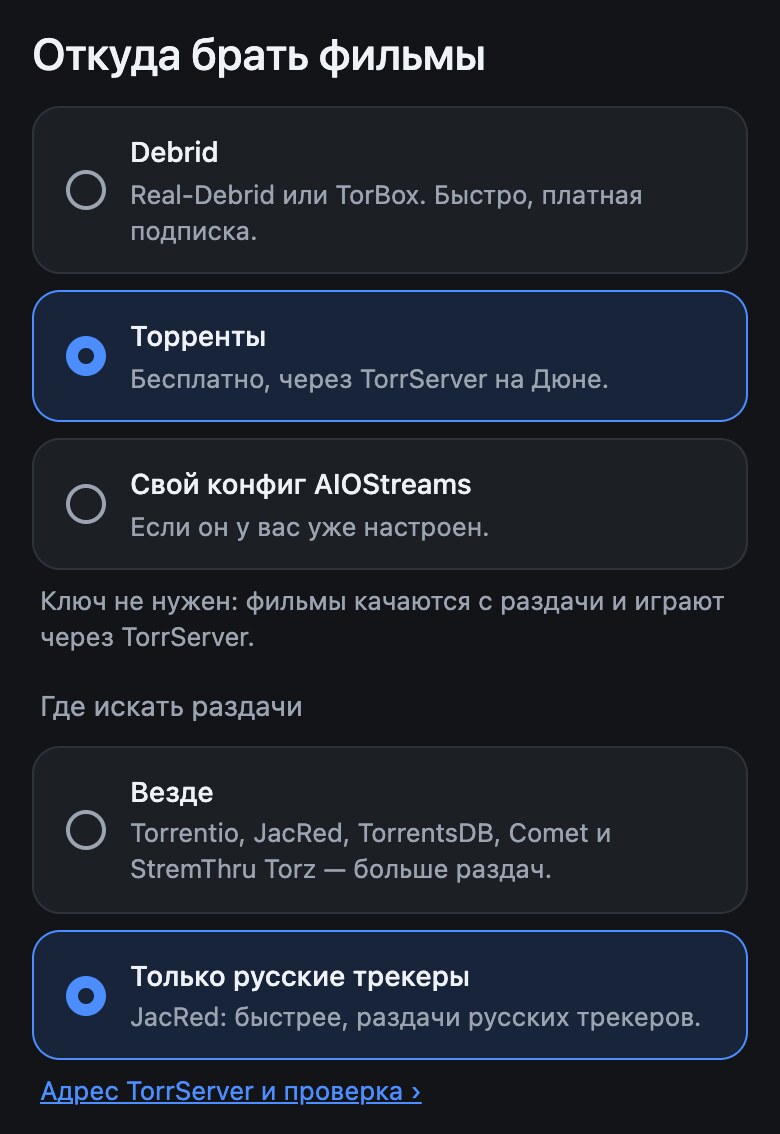 Откуда брать фильмы
Debrid
Real-Debrid или TorBox. Быстро, платная
подписка.
Торренты
Бесплатно, через TorrServer на Дюне.
Свой конфиг AIOStreams
Если он у вас уже настроен.
Ключ не нужен: фильмы качаются с раздачи и играют
через TorrServer.
Где искать раздачи
Везде
Torrentio, JacRed, TorrentsDB, Comet и
StremThru Torz — больше раздач.
Только русские трекеры
JacRed: быстрее, раздачи русских трекеров.
Адрес TorrServer и проверка ›